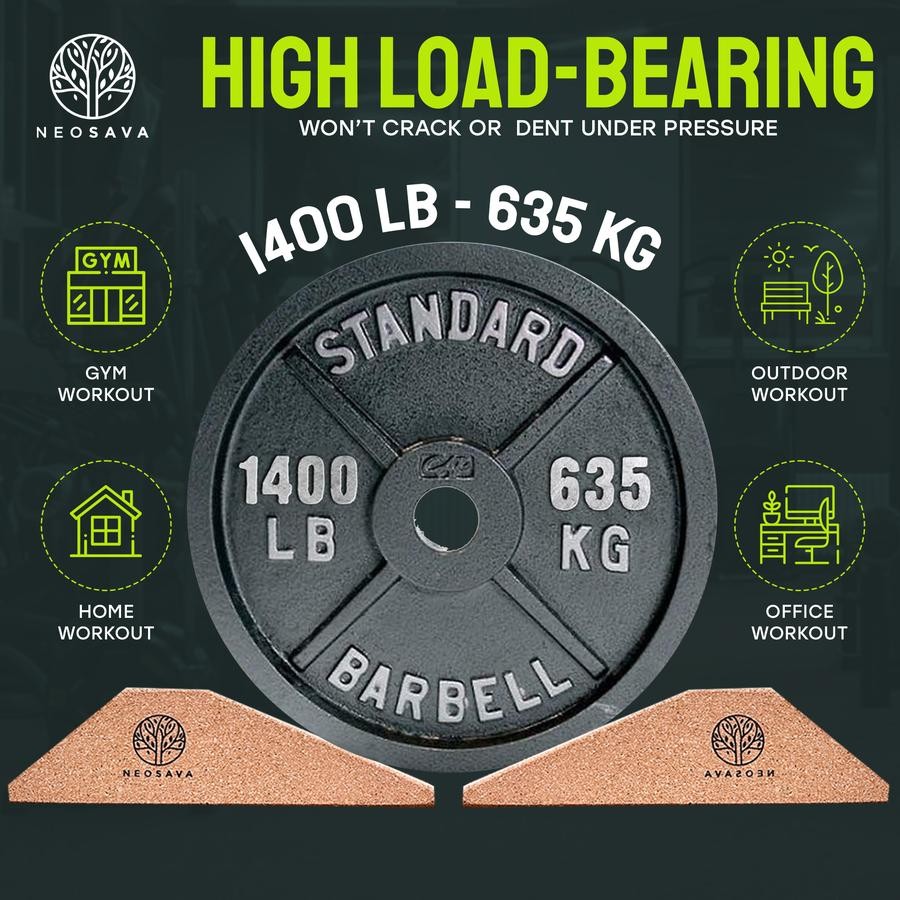 HIGH LOAD-BEARING
NEOSAVA
WON'T CRACK OR DENT UNDER PRESSURE
1400 LB - 635 KG
GYM
GYM
WORKOUT
OUTDOOR
WORKOUT
STANDARD
1400
LB
635
KG
BARBELL
HOME
WORKOUT
OFFICE
WORKOUT
NEOSAVA
NEOSAVA